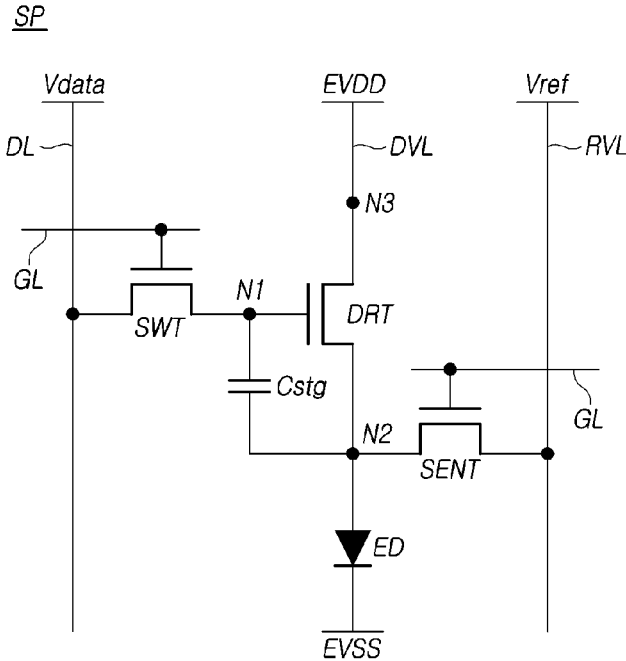 SP
Vdata EVDD Vref
DL DVL RVL
N3
GL
N1
SWT DRT
Cstg
GL
N2
SENT
ED
EVSS